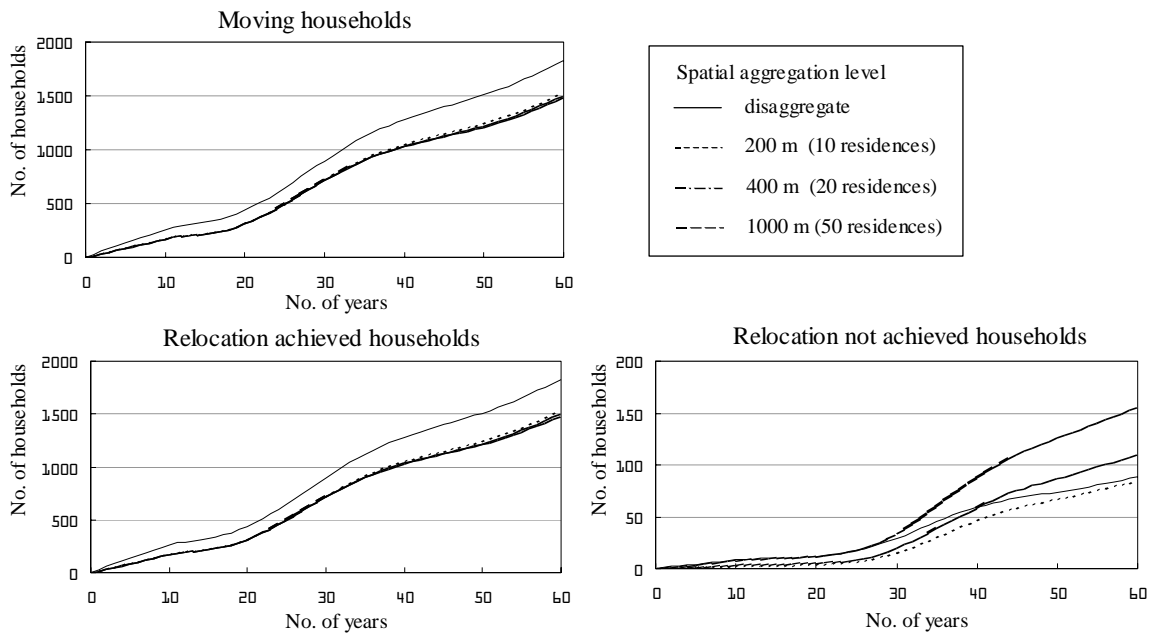 Moving households
No. of households
2000
1500
1000
500
0
0 10 20 30 40 50 60
No. of years
Spatial aggregation level
disaggregate
200 m (10 residences)
400 m (20 residences)
1000 m (50 residences)
Relocation achieved households
No. of households
2000
1500
1000
500
0
0 10 20 30 40 50 60
No. of years
Relocation not achieved households
No. of households
200
150
100
50
0
0 10 20 30 40 50 60
No. of years